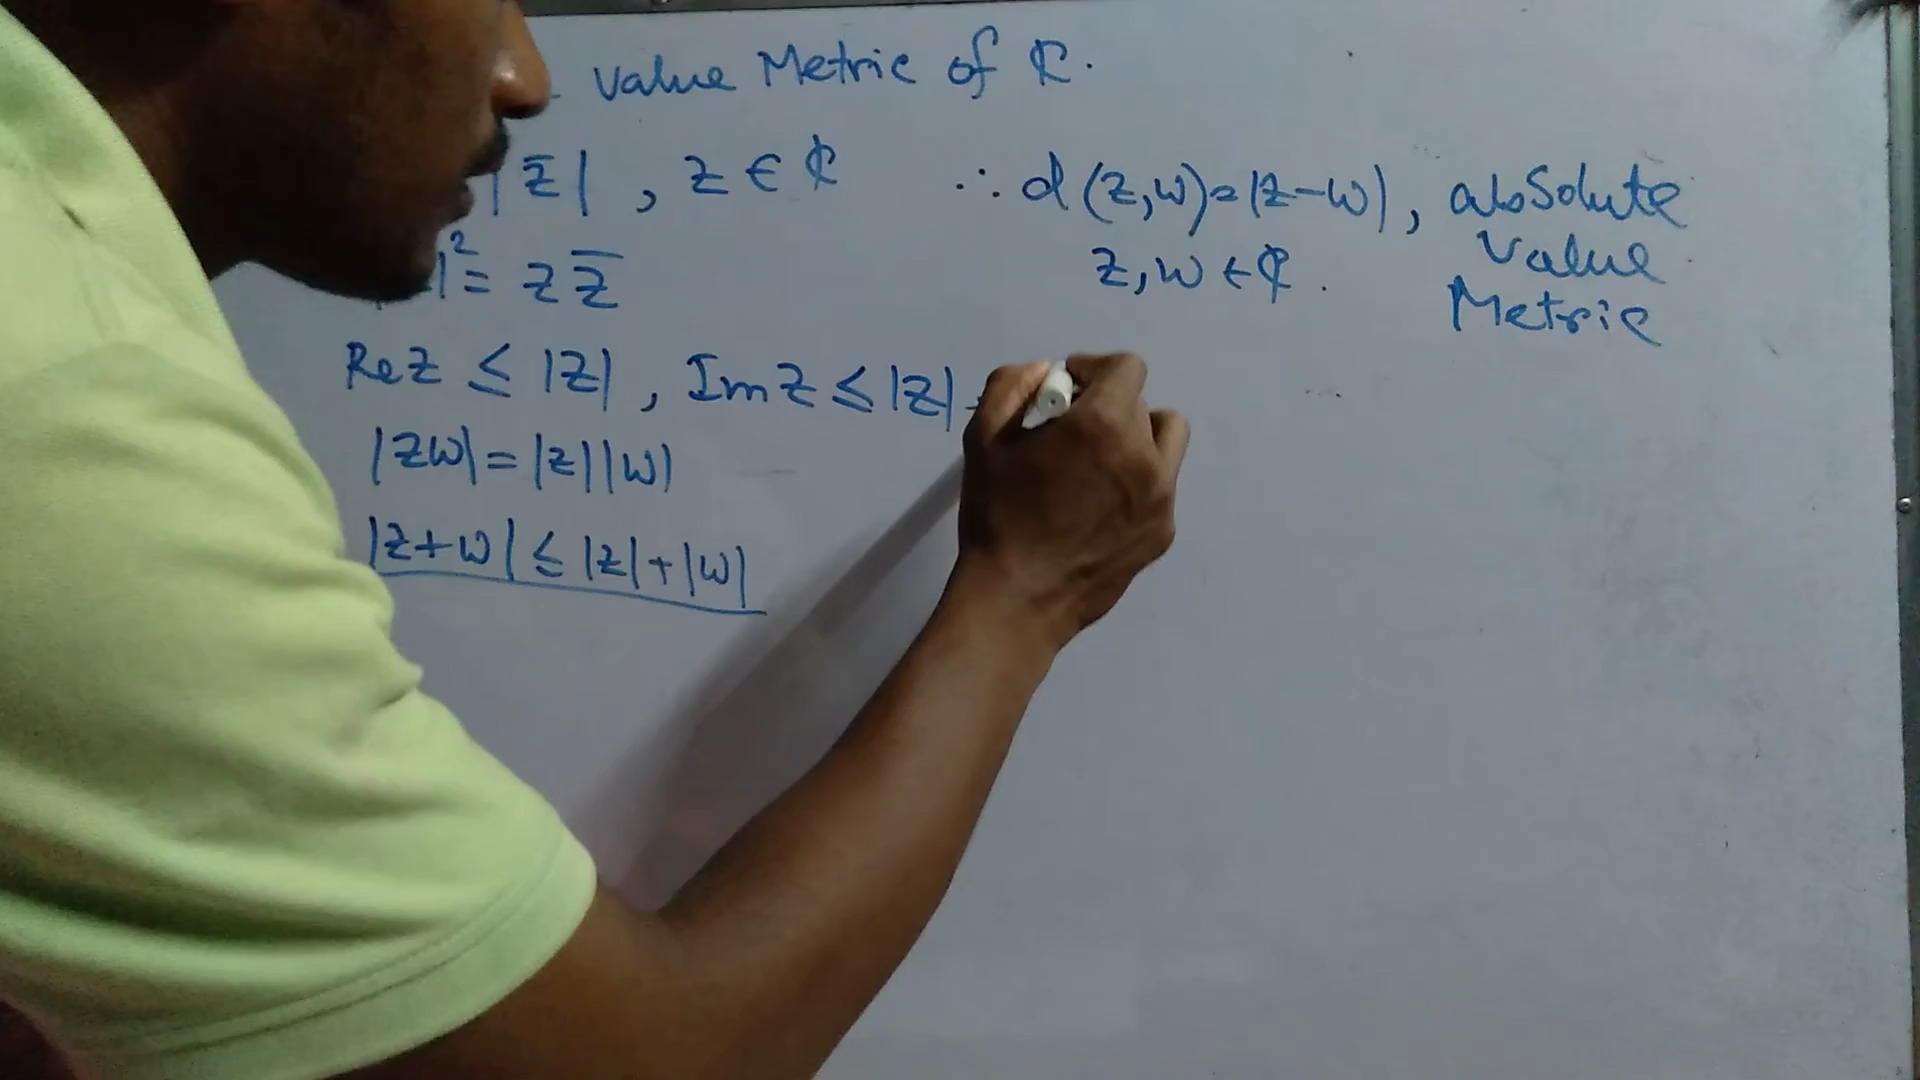 Value Metric of ℂ.
|z̅| , z ∈ ℂ
|² = z z̅
Re z ≤ |z| , Im z ≤ |z|
|zw| = |z||w|
|z+w| ≤ |z|+|w|
∴ d(z,w)=|z-w| , absolute
value
z,w ∈ ℂ .
Metric